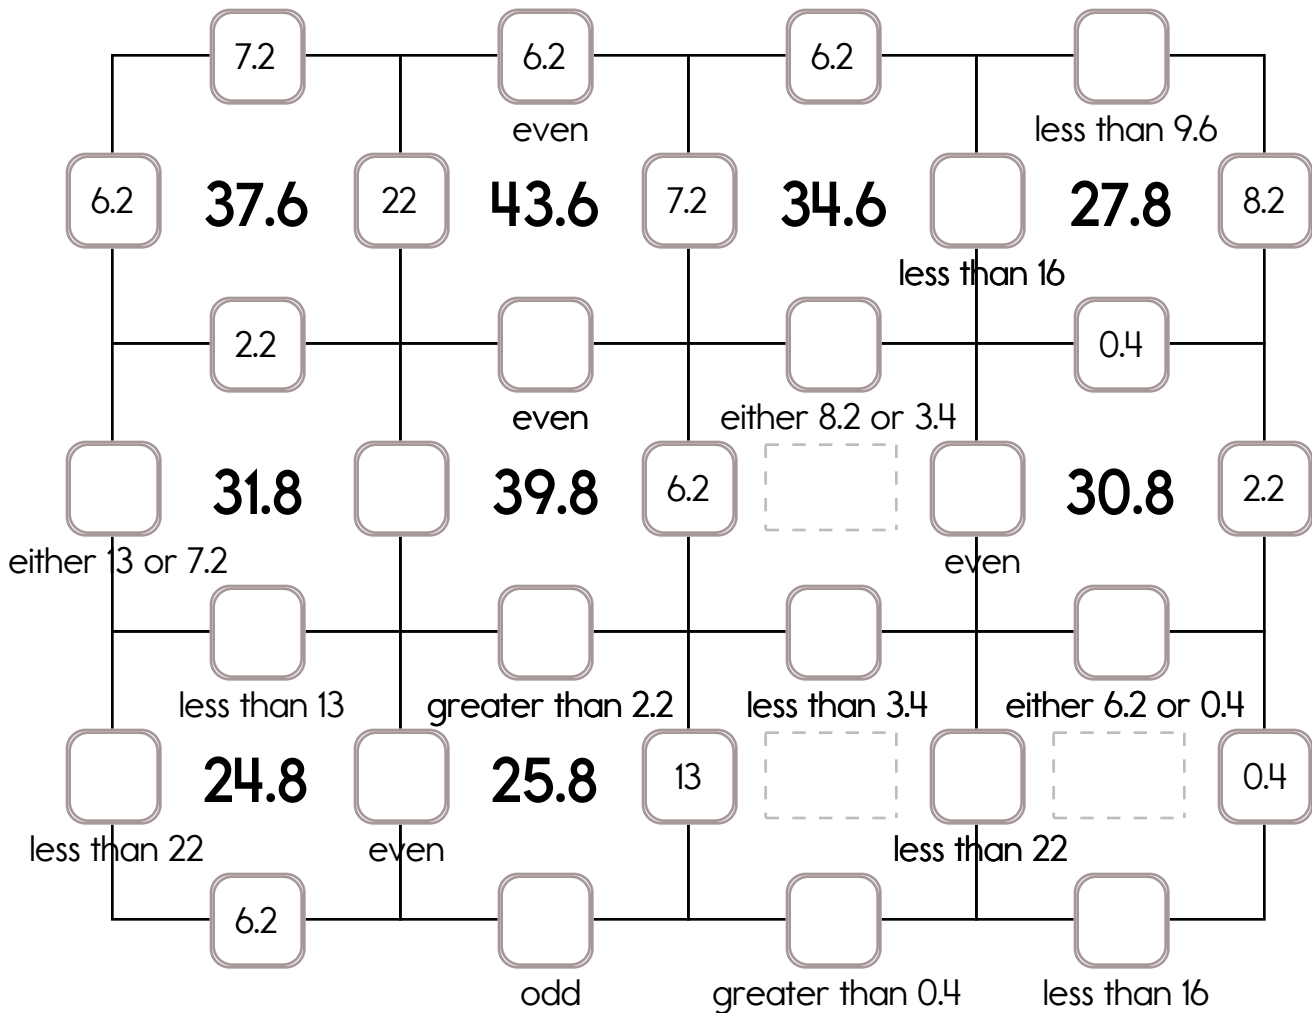 7.2 6.2 6.2
even less than 9.6
6.2 37.6 22 43.6 7.2 34.6 27.8 8.2
less than 16
2.2 0.4
even either 8.2 or 3.4
31.8 39.8 6.2 30.8 2.2
either 13 or 7.2 even
less than 13 greater than 2.2 less than 3.4 either 6.2 or 0.4
24.8 25.8 13 0.4
less than 22 even less than 22
6.2
odd greater than 0.4 less than 16